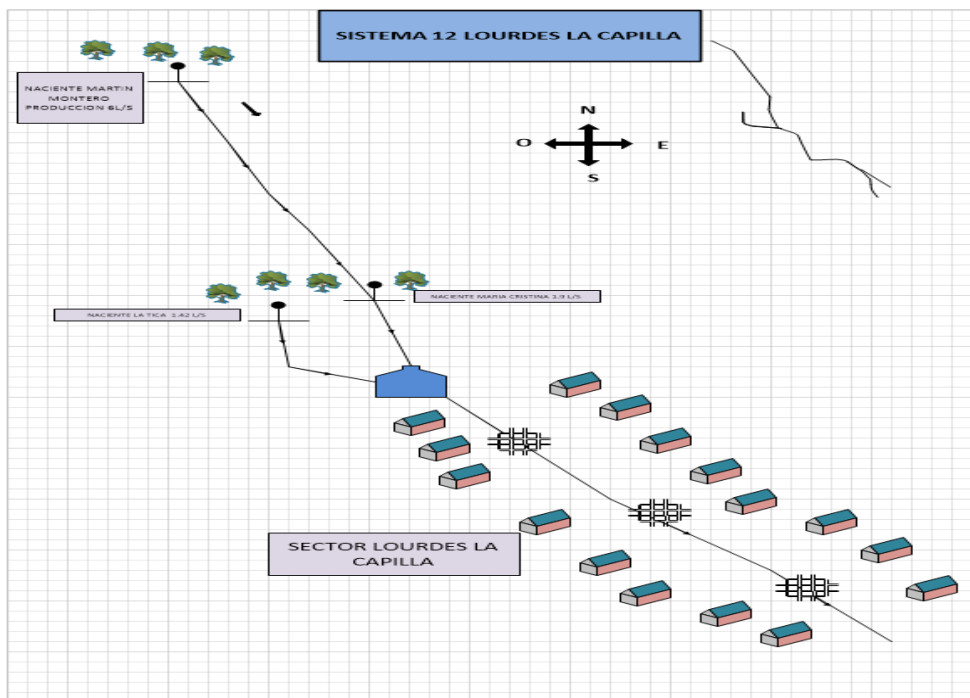 SISTEMA 12 LOURDES LA CAPILLA
NACIENTE MARTIN
MONTERO
PRODUCCION 6L/S
N
O
E
S
NACIENTE MARIA CRISTINA 1.9 L/S
NACIENTE LA TICA 1.42 L/S
SECTOR LOURDES LA
CAPILLA